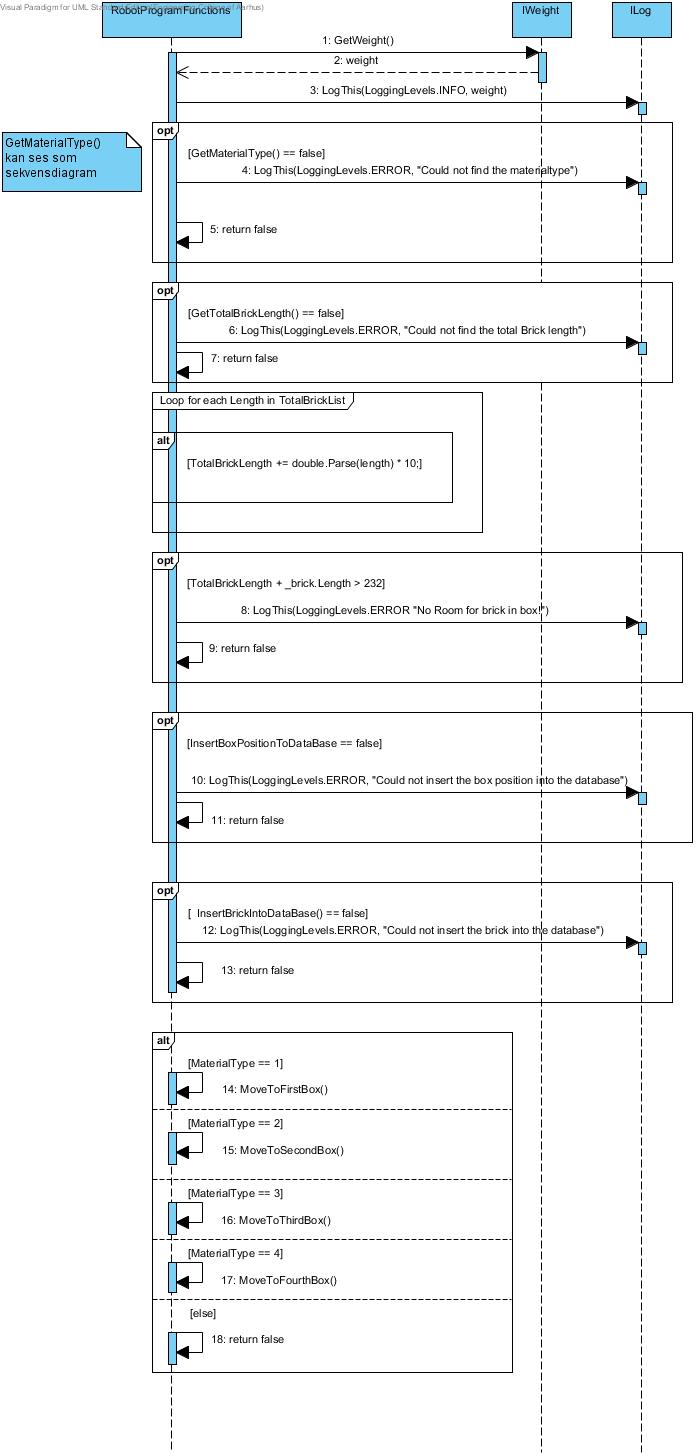 Visual Paradigm for UML Standard
of Aarhus)
RobotProgramFunctions
IWeight
ILog
1: GetWeight()
2: weight
3: LogThis(LoggingLevels.INFO, weight)
opt
GetMaterialType()
kan ses som
sekvensdiagram
[GetMaterialType() == false]
4: LogThis(LoggingLevels.ERROR, "Could not find the materialtype")
5: return false
opt
[GetTotalBrickLength() == false]
6: LogThis(LoggingLevels.ERROR, "Could not find the total Brick length")
7: return false
Loop for each Length in TotalBrickList
alt
[TotalBrickLength += double.Parse(length) * 10;]
opt
[TotalBrickLength + _brick.Length > 232]
8: LogThis(LoggingLevels.ERROR "No Room for brick in box!")
9: return false
opt
[InsertBoxPositionToDataBase == false]
10: LogThis(LoggingLevels.ERROR, "Could not insert the box position into the database")
11: return false
opt
[ InsertBrickIntoDataBase() == false]
12: LogThis(LoggingLevels.ERROR, "Could not insert the brick into the database")
13: return false
alt
[MaterialType == 1]
14: MoveToFirstBox()
[MaterialType == 2]
15: MoveToSecondBox()
[MaterialType == 3]
16: MoveToThirdBox()
[MaterialType == 4]
17: MoveToFourthBox()
[else]
18: return false